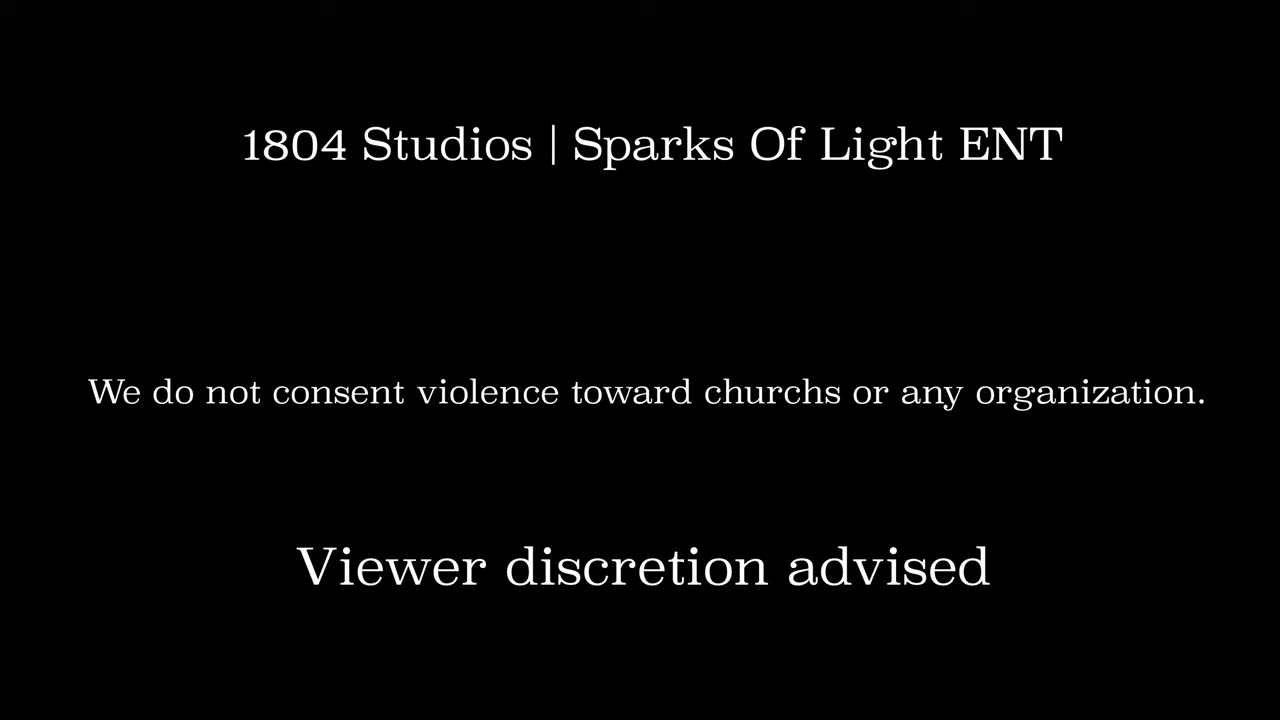 1804 Studios | Sparks Of Light ENT
We do not consent violence toward churchs or any organization.
Viewer discretion advised